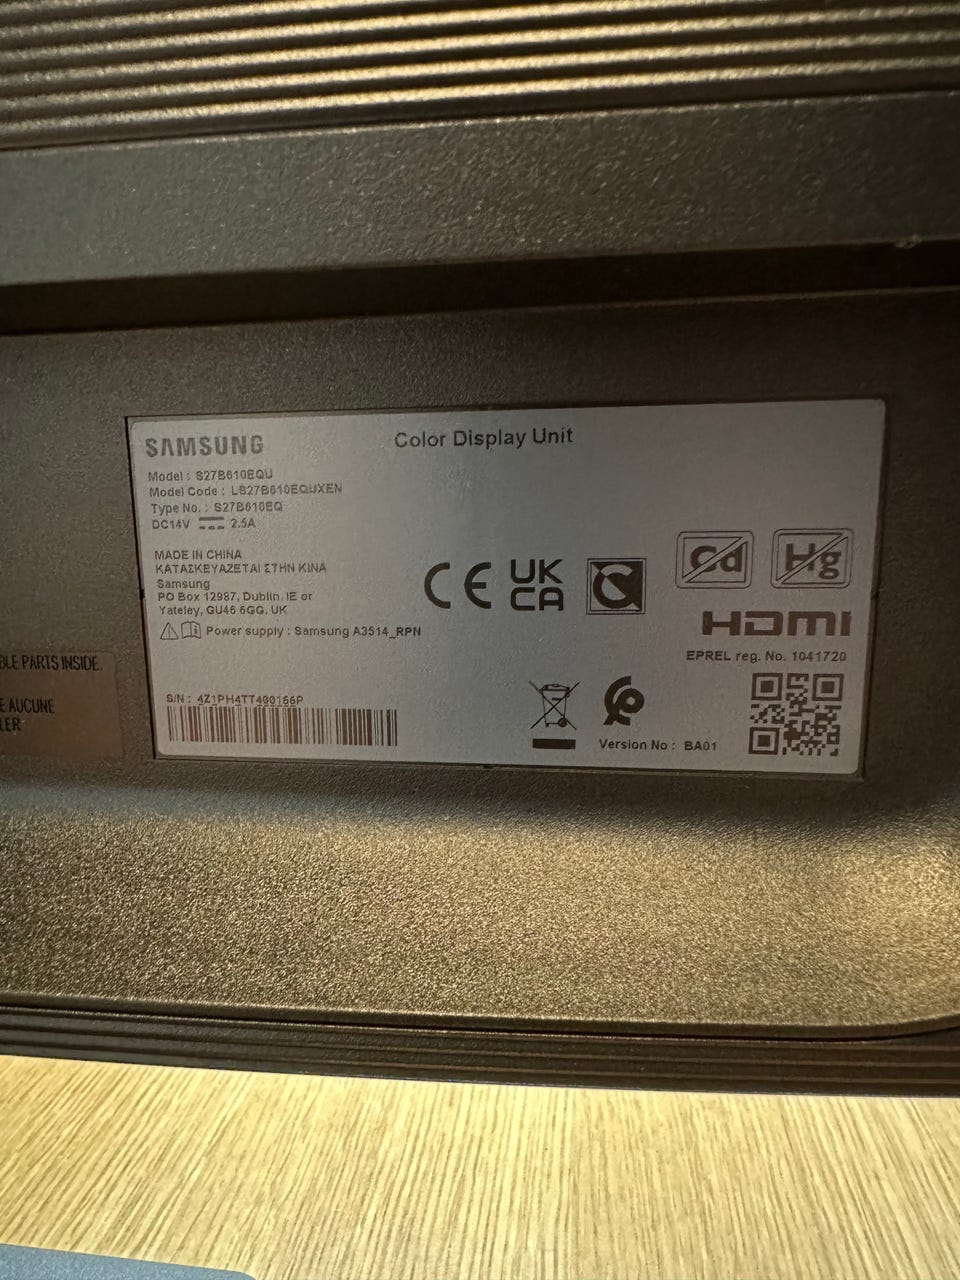 SAMSUNG
Color Display Unit
Model : S27B610EQU
Model Code : LS27B610EQUXEN
Type No. : S27B610EQ
DC14V 2.5A
MADE IN CHINA
ΚΑΤΑΣΚΕΥΑΖΕΤΑΙ ΣΤΗΝ ΚΙΝΑ
Samsung
PO Box 12987, Dublin. IE or
Yateley, GU46 6GG. UK
Power supply : Samsung A3514_RPN
S/N : 4Z1PH4TT400166P
CE
UK
CA
Cd
Hg
HDMI
EPREL reg. No. 1041720
Version No : BA01
BLE PARTS INSIDE.
E AUCUNE
LER